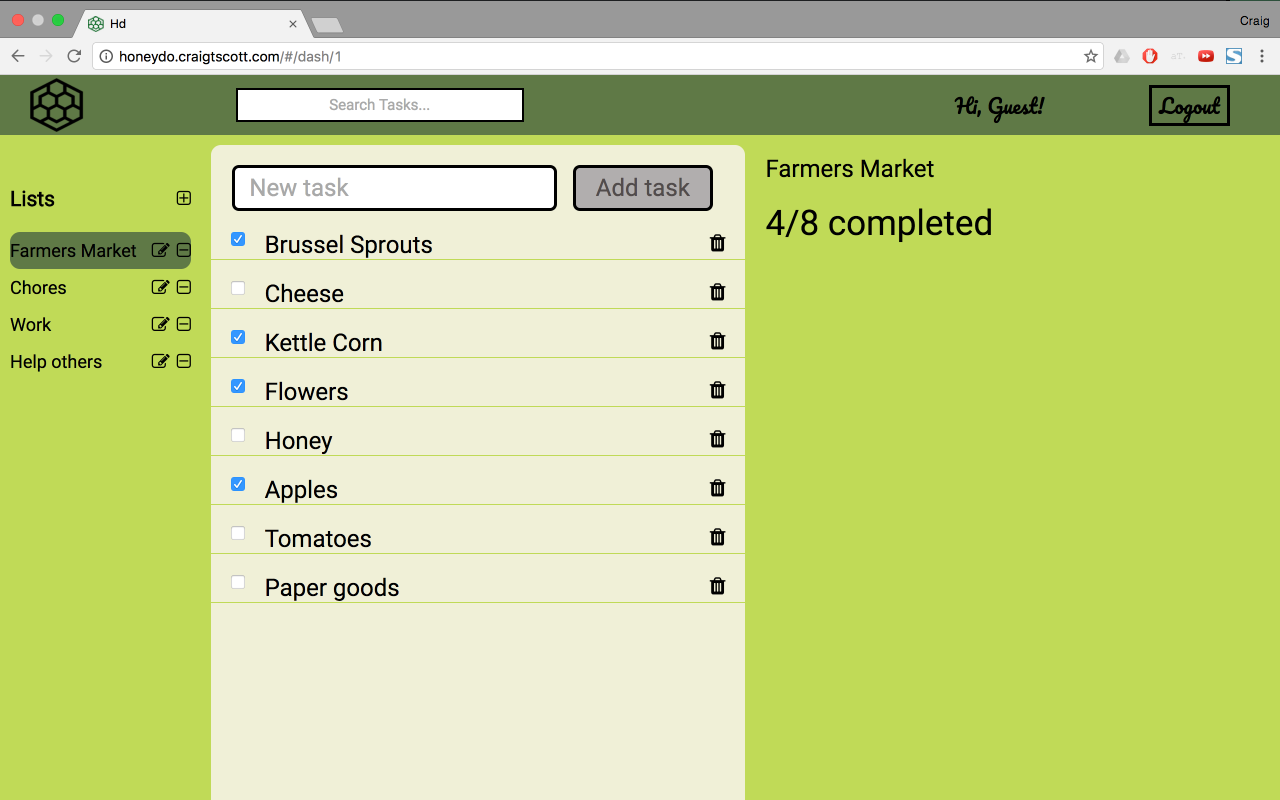 Hd
Craig
honeydo.craigtscott.com/#/dash/1
Search Tasks...
Hi, Guest!
Logout
Lists
Farmers Market
Chores
Work
Help others
New task
Add task
Brussel Sprouts
Cheese
Kettle Corn
Flowers
Honey
Apples
Tomatoes
Paper goods
Farmers Market
4/8 completed